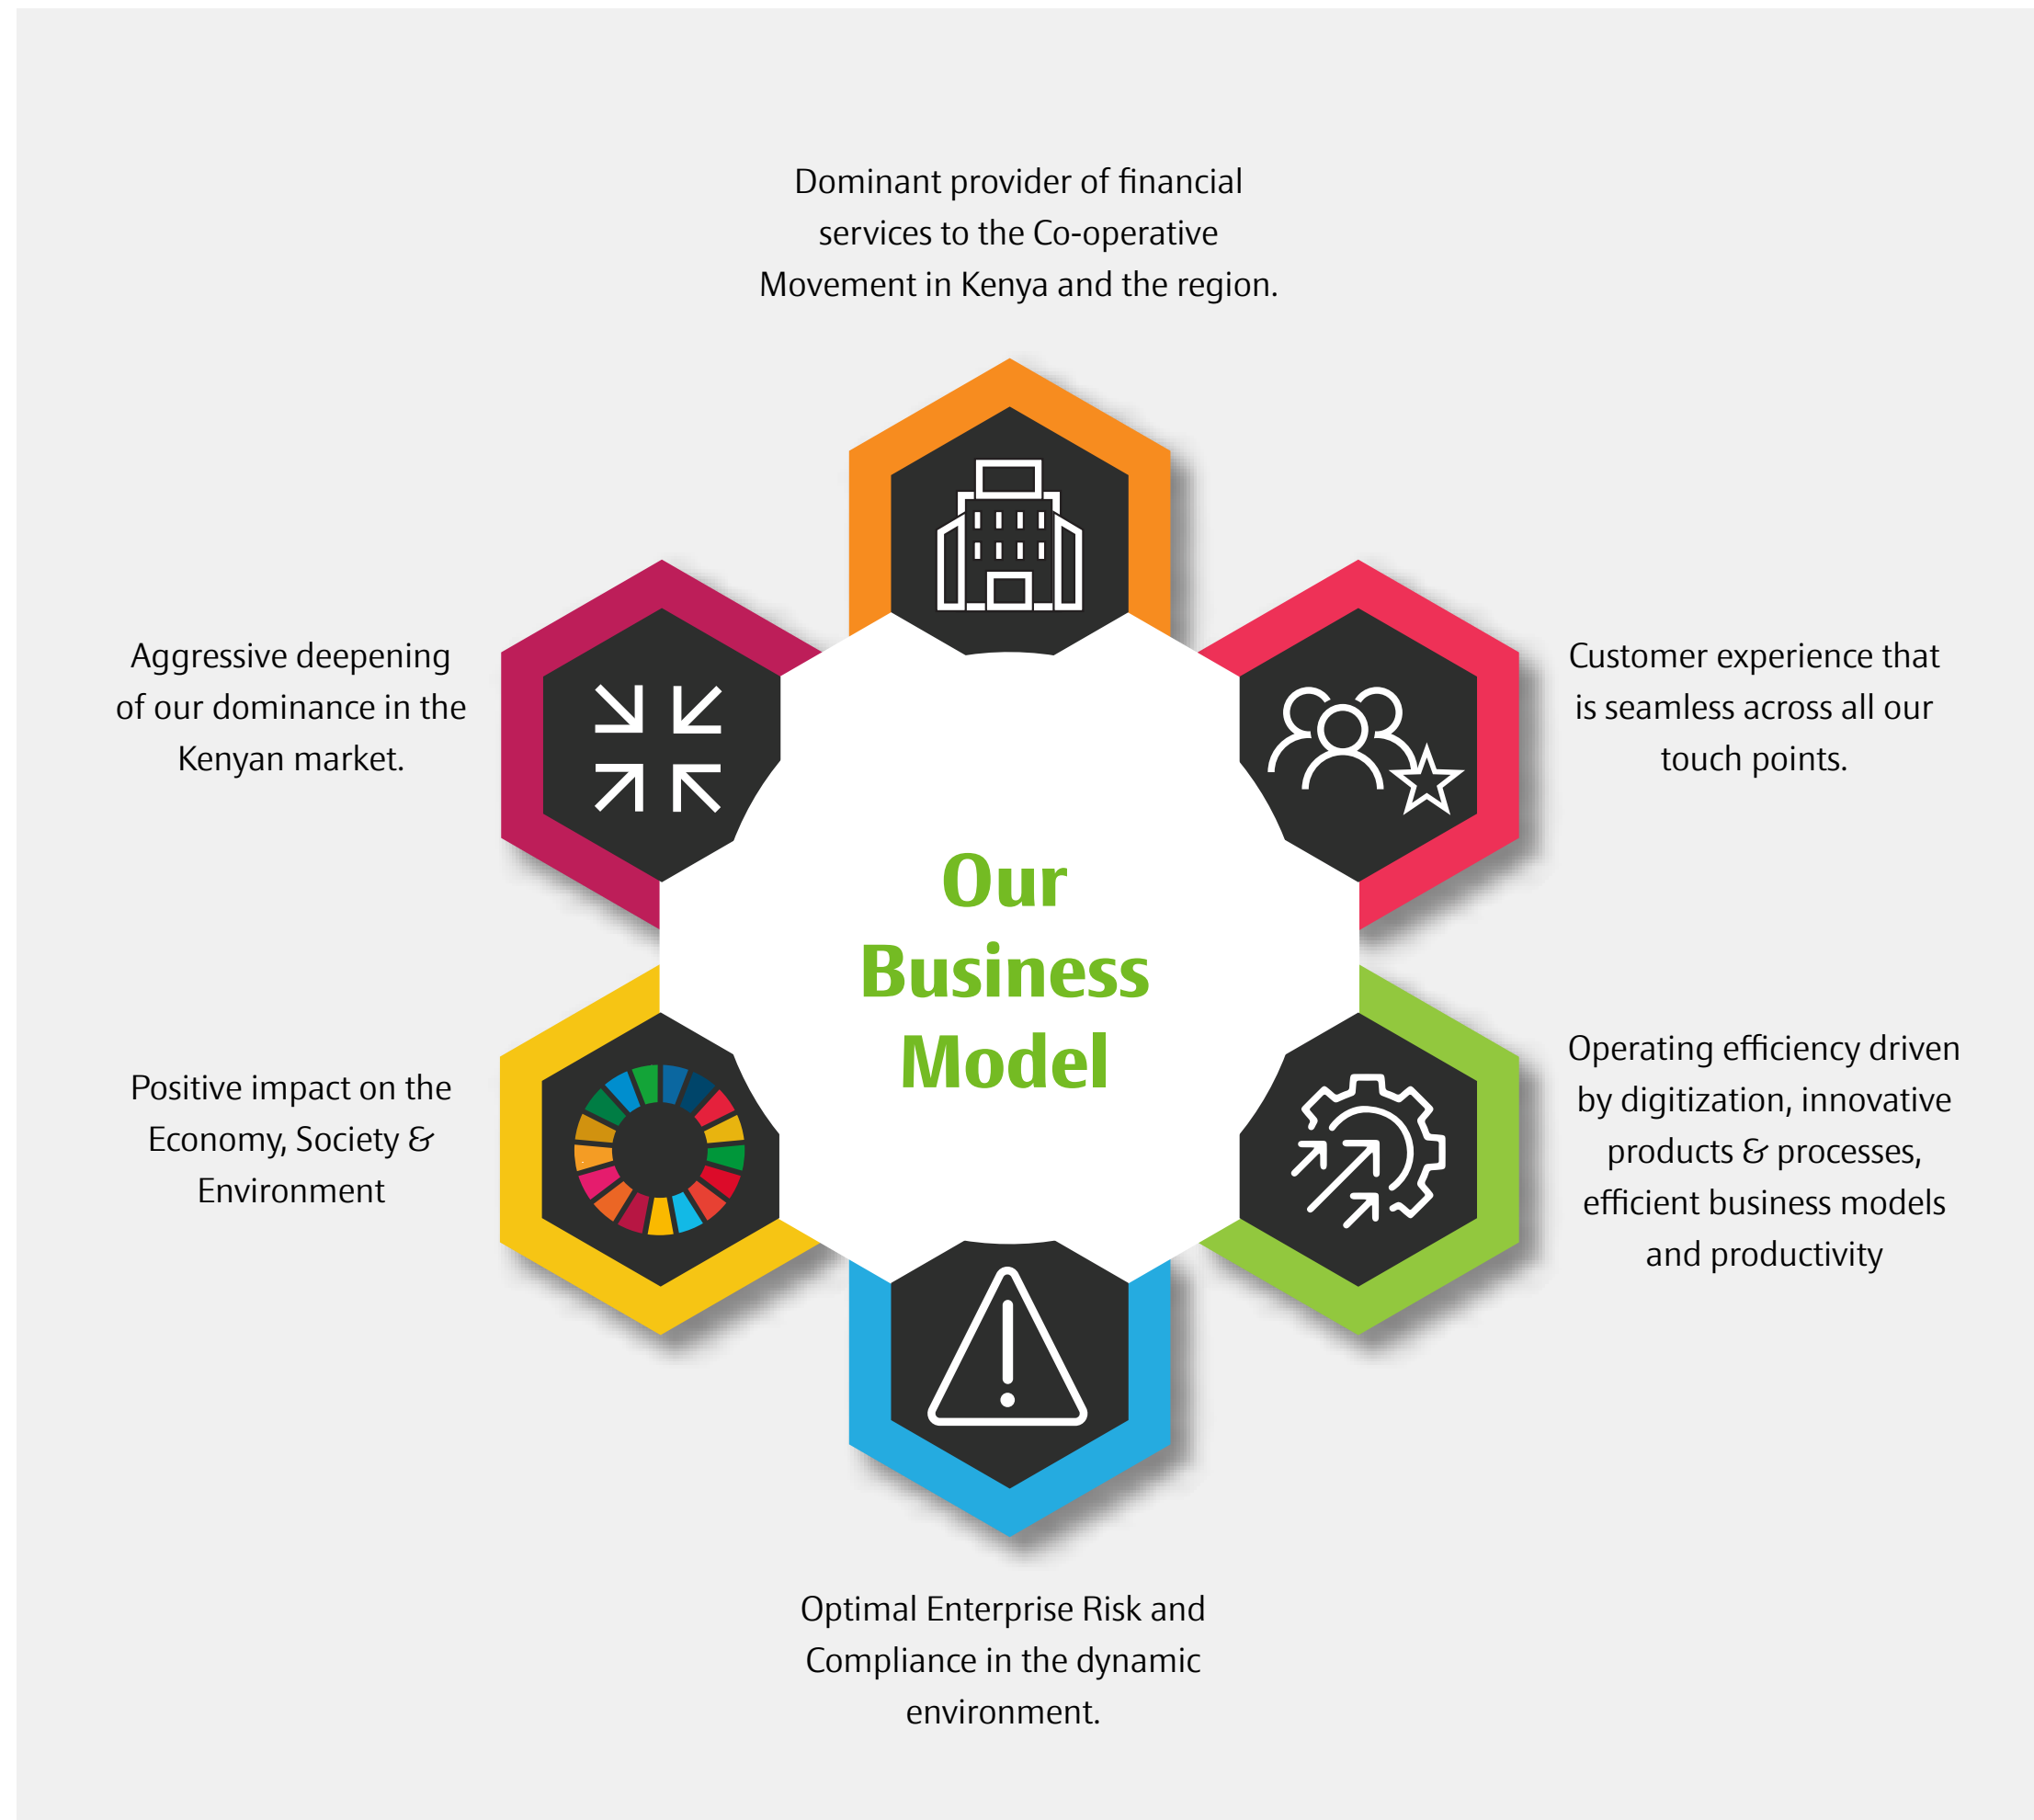 Dominant provider of financial
services to the Co-operative
Movement in Kenya and the region.
Aggressive deepening
of our dominance in the
Kenyan market.
Customer experience that
is seamless across all our
touch points.
Our
Business
Model
Positive impact on the
Economy, Society &
Environment
Operating efficiency driven
by digitization, innovative
products & processes,
efficient business models
and productivity
Optimal Enterprise Risk and
Compliance in the dynamic
environment.